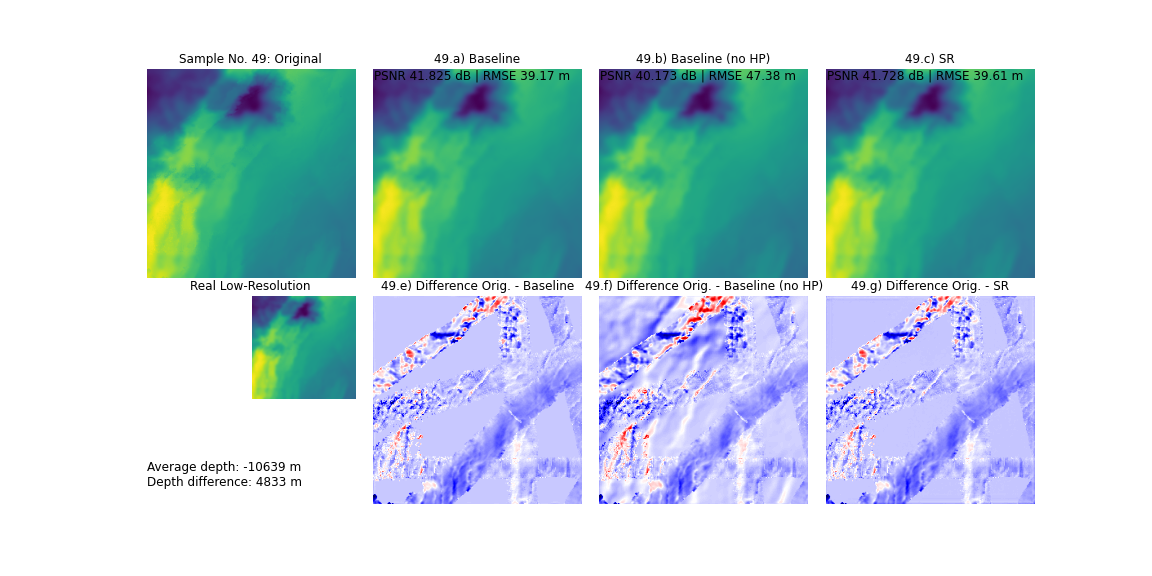 Sample No. 49: Original
49.a) Baseline
49.b) Baseline (no HP)
49.c) SR
PSNR 41.825 dB | RMSE 39.17 m
PSNR 40.173 dB | RMSE 47.38 m
PSNR 41.728 dB | RMSE 39.61 m
Real Low-Resolution
49.e) Difference Orig. - Baseline
49.f) Difference Orig. - Baseline (no HP)
49.g) Difference Orig. - SR
Average depth: -10639 m
Depth difference: 4833 m